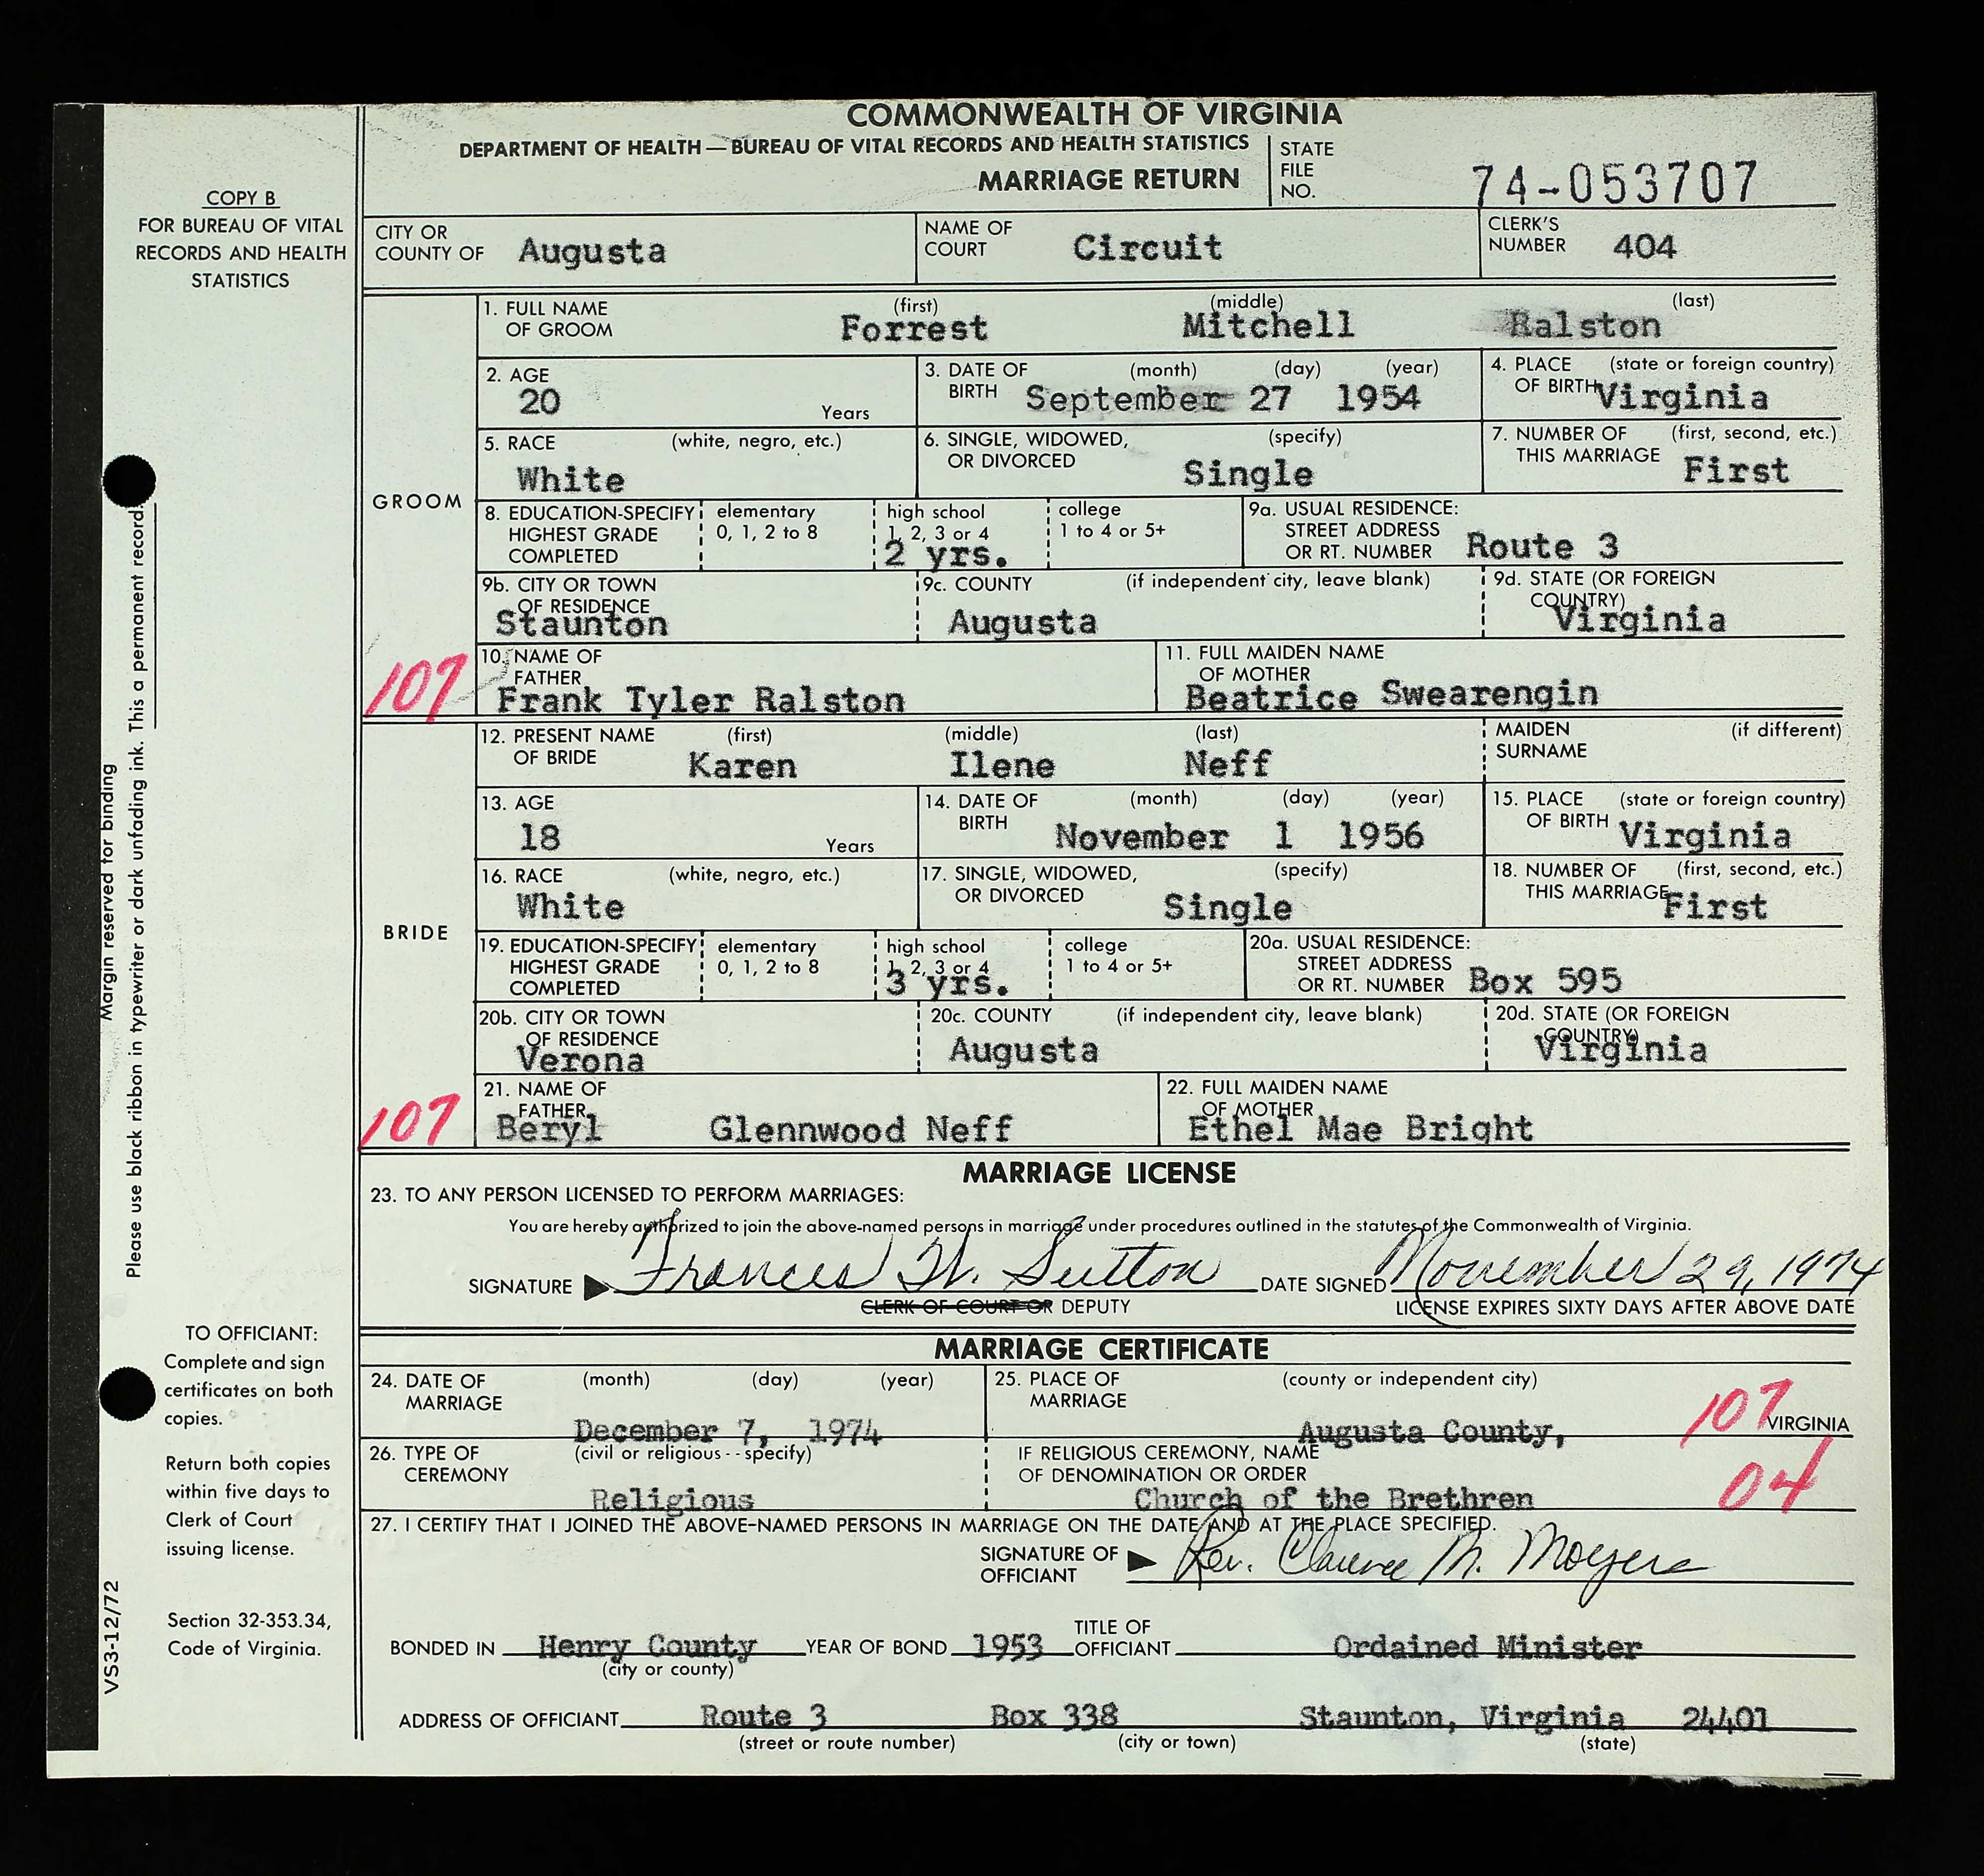 COMMONWEALTH OF VIRGINIA
DEPARTMENT OF HEALTH—BUREAU OF VITAL RECORDS AND HEALTH STATISTICS
MARRIAGE RETURN
STATE FILE NO. 74-053707
COPY B
FOR BUREAU OF VITAL
RECORDS AND HEALTH
STATISTICS
CITY OR COUNTY OF Augusta
NAME OF COURT Circuit
CLERK'S NUMBER 404
GROOM
1. FULL NAME OF GROOM (first) Forrest (middle) Mitchell (last) Ralston
2. AGE 20 Years
3. DATE OF BIRTH (month) (day) (year) September 27 1954
4. PLACE OF BIRTH (state or foreign country) Virginia
5. RACE (white, negro, etc.) White
6. SINGLE, WIDOWED, OR DIVORCED (specify) Single
7. NUMBER OF THIS MARRIAGE (first, second, etc.) First
8. EDUCATION-SPECIFY HIGHEST GRADE COMPLETED elementary 0, 1, 2 to 8 high school 1, 2, 3 or 4 2 yrs. college 1 to 4 or 5+
9a. USUAL RESIDENCE: STREET ADDRESS OR RT. NUMBER Route 3
9b. CITY OR TOWN OF RESIDENCE Staunton
9c. COUNTY (if independent city, leave blank) Augusta
9d. STATE (OR FOREIGN COUNTRY) Virginia
107
10. NAME OF FATHER Frank Tyler Ralston
11. FULL MAIDEN NAME OF MOTHER Beatrice Swearengin
BRIDE
12. PRESENT NAME OF BRIDE (first) Karen (middle) Ilene (last) Neff
MAIDEN SURNAME (if different)
13. AGE 18 Years
14. DATE OF BIRTH (month) (day) (year) November 1 1956
15. PLACE OF BIRTH (state or foreign country) Virginia
16. RACE (white, negro, etc.) White
17. SINGLE, WIDOWED, OR DIVORCED (specify) Single
18. NUMBER OF THIS MARRIAGE (first, second, etc.) First
19. EDUCATION-SPECIFY HIGHEST GRADE COMPLETED elementary 0, 1, 2 to 8 high school 1, 2, 3 or 4 3 yrs. college 1 to 4 or 5+
20a. USUAL RESIDENCE: STREET ADDRESS OR RT. NUMBER Box 595
20b. CITY OR TOWN OF RESIDENCE Verona
20c. COUNTY (if independent city, leave blank) Augusta
20d. STATE (OR FOREIGN COUNTRY) Virginia
107
21. NAME OF FATHER Beryl Glennwood Neff
22. FULL MAIDEN NAME OF MOTHER Ethel Mae Bright
MARRIAGE LICENSE
23. TO ANY PERSON LICENSED TO PERFORM MARRIAGES:
You are hereby authorized to join the above-named persons in marriage under procedures outlined in the statutes of the Commonwealth of Virginia.
SIGNATURE Frances W. Sutton DATE SIGNED November 29, 1974
CLERK OF COURT OR DEPUTY
LICENSE EXPIRES SIXTY DAYS AFTER ABOVE DATE
MARRIAGE CERTIFICATE
24. DATE OF MARRIAGE (month) (day) (year) December 7, 1974
25. PLACE OF MARRIAGE (county or independent city) Augusta County, VIRGINIA
107
26. TYPE OF CEREMONY (civil or religious--specify) Religious
IF RELIGIOUS CEREMONY, NAME OF DENOMINATION OR ORDER Church of the Brethren
04
27. I CERTIFY THAT I JOINED THE ABOVE-NAMED PERSONS IN MARRIAGE ON THE DATE AND AT THE PLACE SPECIFIED.
SIGNATURE OF OFFICIANT Rev. Clarence M. Moyers
BONDED IN Henry County (city or county) YEAR OF BOND 1953 TITLE OF OFFICIANT Ordained Minister
ADDRESS OF OFFICIANT Route 3 Box 338 Staunton, Virginia 24401
(street or route number) (city or town) (state)
Margin reserved for binding
Please use black ribbon in typewriter or dark unfading ink. This a permanent record.
TO OFFICIANT:
Complete and sign
certificates on both
copies.
Return both copies
within five days to
Clerk of Court
issuing license.
Section 32-353.34,
Code of Virginia.
VS3-12/72